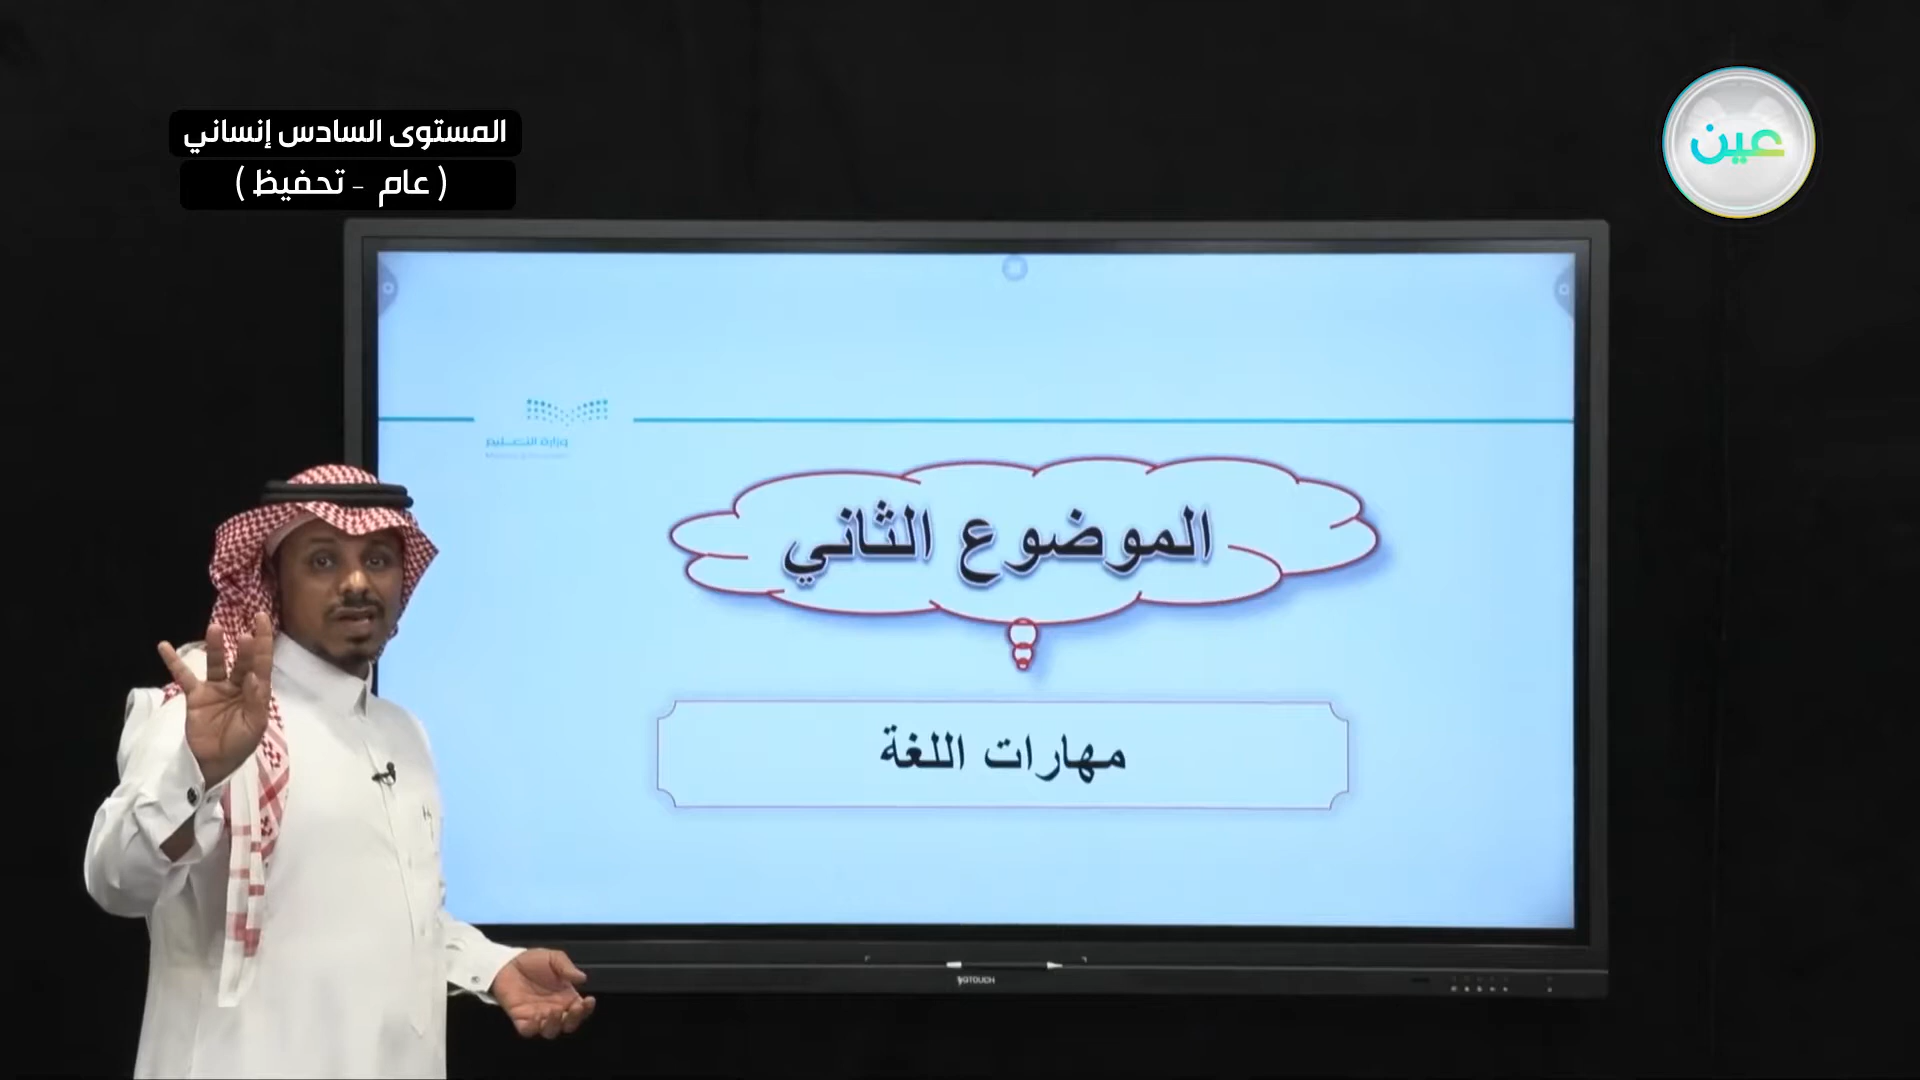 المستوى السادس إنساني
( عام - تحفيظ )
عين
وزارة التعليم
الموضوع الثاني
مهارات اللغة